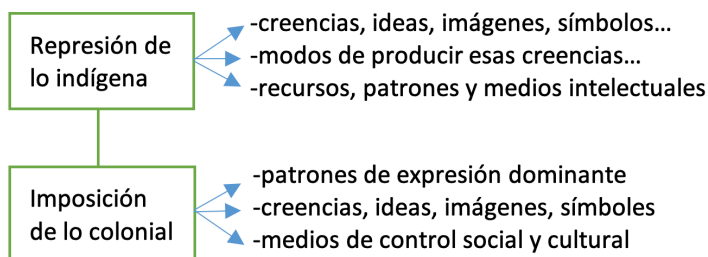 Represión de
lo indígena
-creencias, ideas, imágenes, símbolos…
-modos de producir esas creencias…
-recursos, patrones y medios intelectuales
Imposición
de lo colonial
-patrones de expresión dominante
-creencias, ideas, imágenes, símboles
-medios de control social y cultural